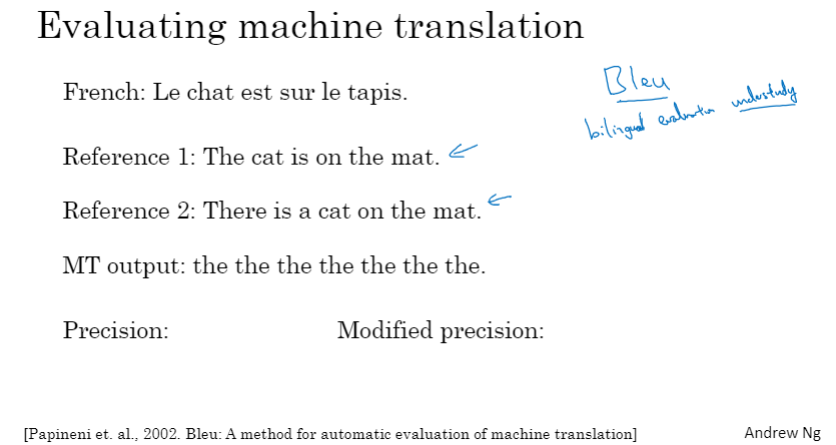 Evaluating machine translation
Bleu
French: Le chat est sur le tapis.
bilingual evaluation understudy
Reference 1: The cat is on the mat.
Reference 2: There is a cat on the mat.
MT output: the the the the the the the.
Precision:
Modified precision:
[Papineni et. al., 2002. Bleu: A method for automatic evaluation of machine translation]
Andrew Ng